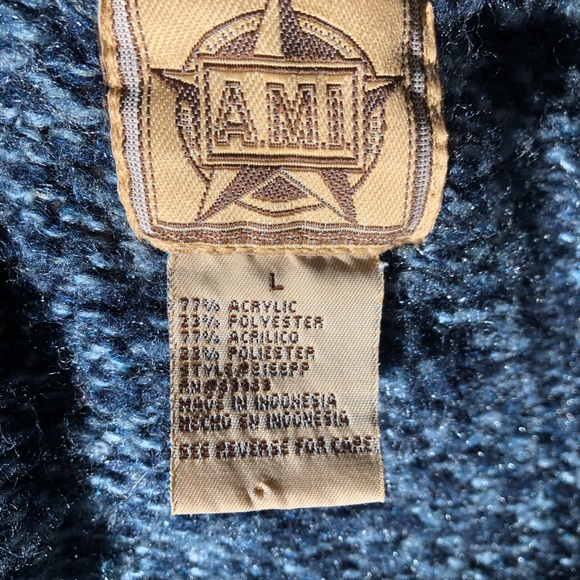 A.M.I.
L
77% ACRYLIC
23% POLYESTER
77% ACRILICO
23% POLIESTER
MADE IN INDONESIA
HECHO EN INDONESIA
SEE REVERSE FOR CARE